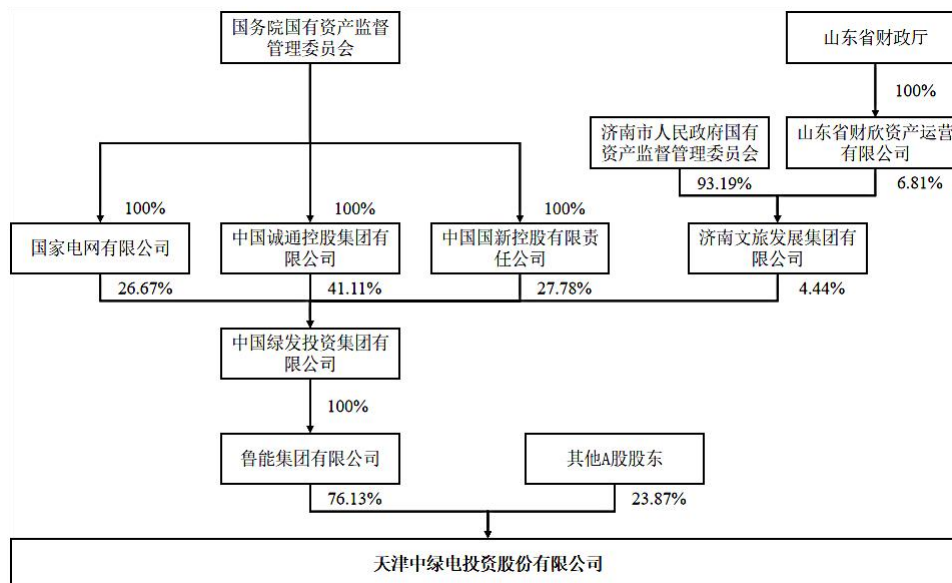 国务院国有资产监督
管理委员会
山东省财政厅
100%
济南市人民政府国有
资产监督管理委员会
山东省财欣资产运营
有限公司
93.19%
6.81%
100%
100%
100%
国家电网有限公司
中国诚通控股集团有
限公司
中国国新控股有限责
任公司
济南文旅发展集团有
限公司
26.67%
41.11%
27.78%
4.44%
中国绿发投资集团有
限公司
100%
鲁能集团有限公司
其他A股股东
76.13%
23.87%
天津中绿电投资股份有限公司